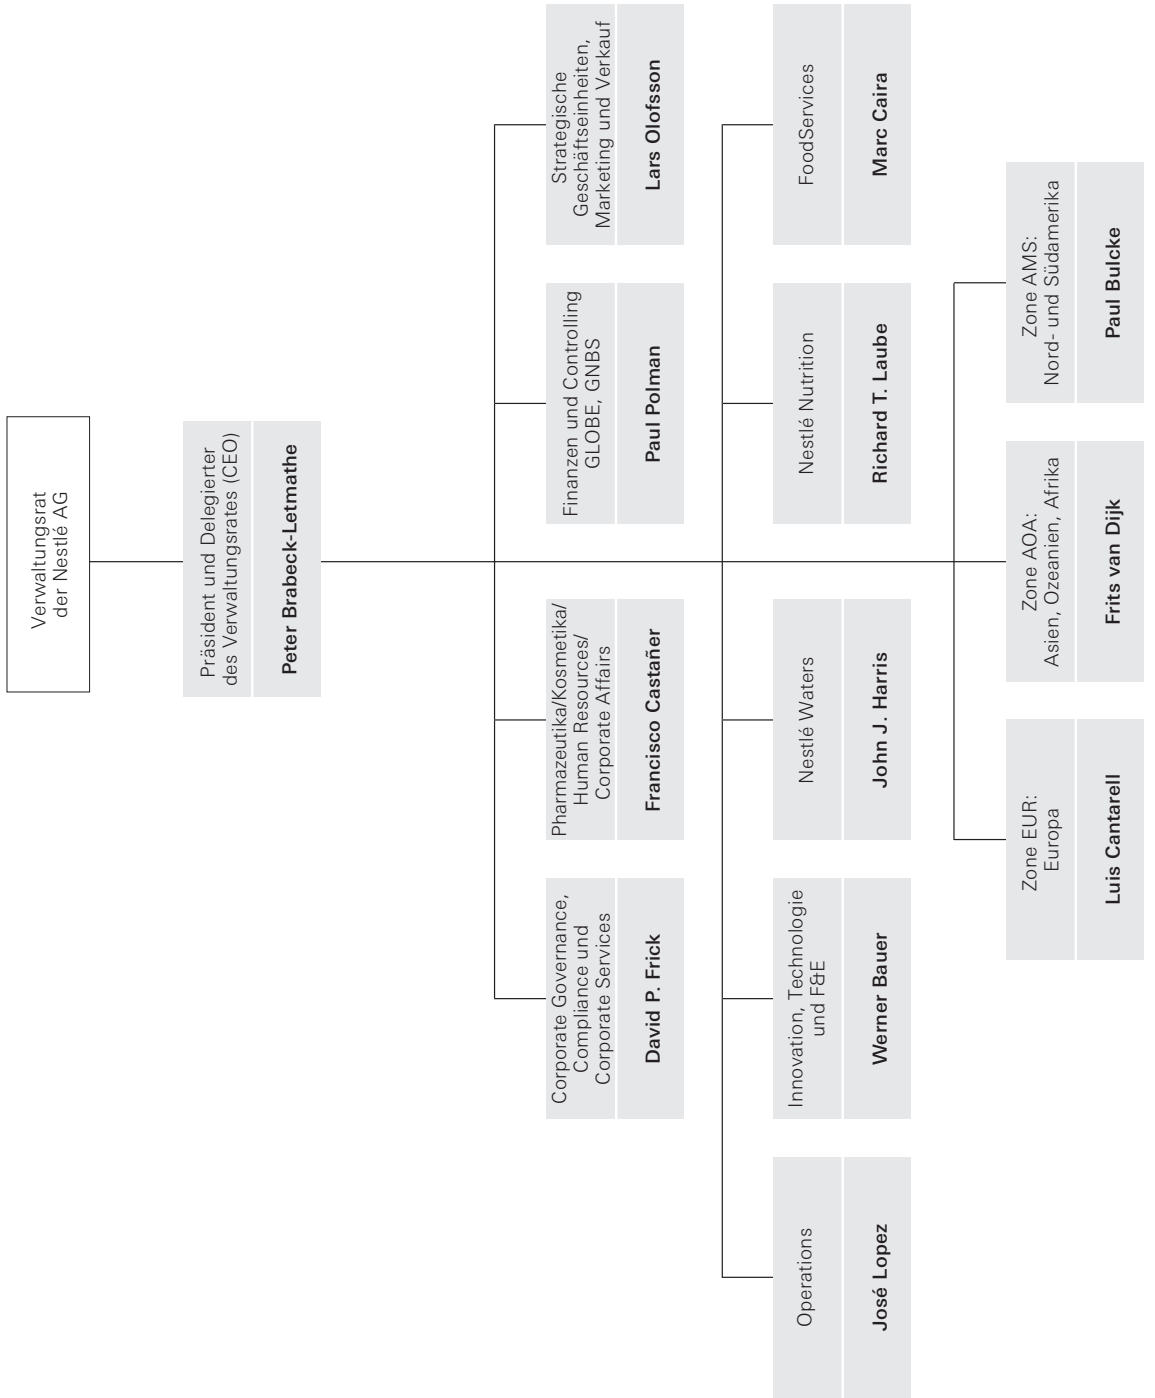 Verwaltungsrat
der Nestlé AG
Präsident und Delegierter
des Verwaltungsrates (CEO)
Peter Brabeck-Letmathe
Corporate Governance,
Compliance und
Corporate Services
David P. Frick
Pharmazeutika/Kosmetika/
Human Resources/
Corporate Affairs
Francisco Castañer
Finanzen und Controlling
GLOBE, GNBS
Paul Polman
Strategische
Geschäftseinheiten,
Marketing und Verkauf
Lars Olofsson
Operations
José Lopez
Innovation, Technologie
und F&E
Werner Bauer
Nestlé Waters
John J. Harris
Nestlé Nutrition
Richard T. Laube
FoodServices
Marc Caira
Zone EUR:
Europa
Luis Cantarell
Zone AOA:
Asien, Ozeanien, Afrika
Frits van Dijk
Zone AMS:
Nord- und Südamerika
Paul Bulcke